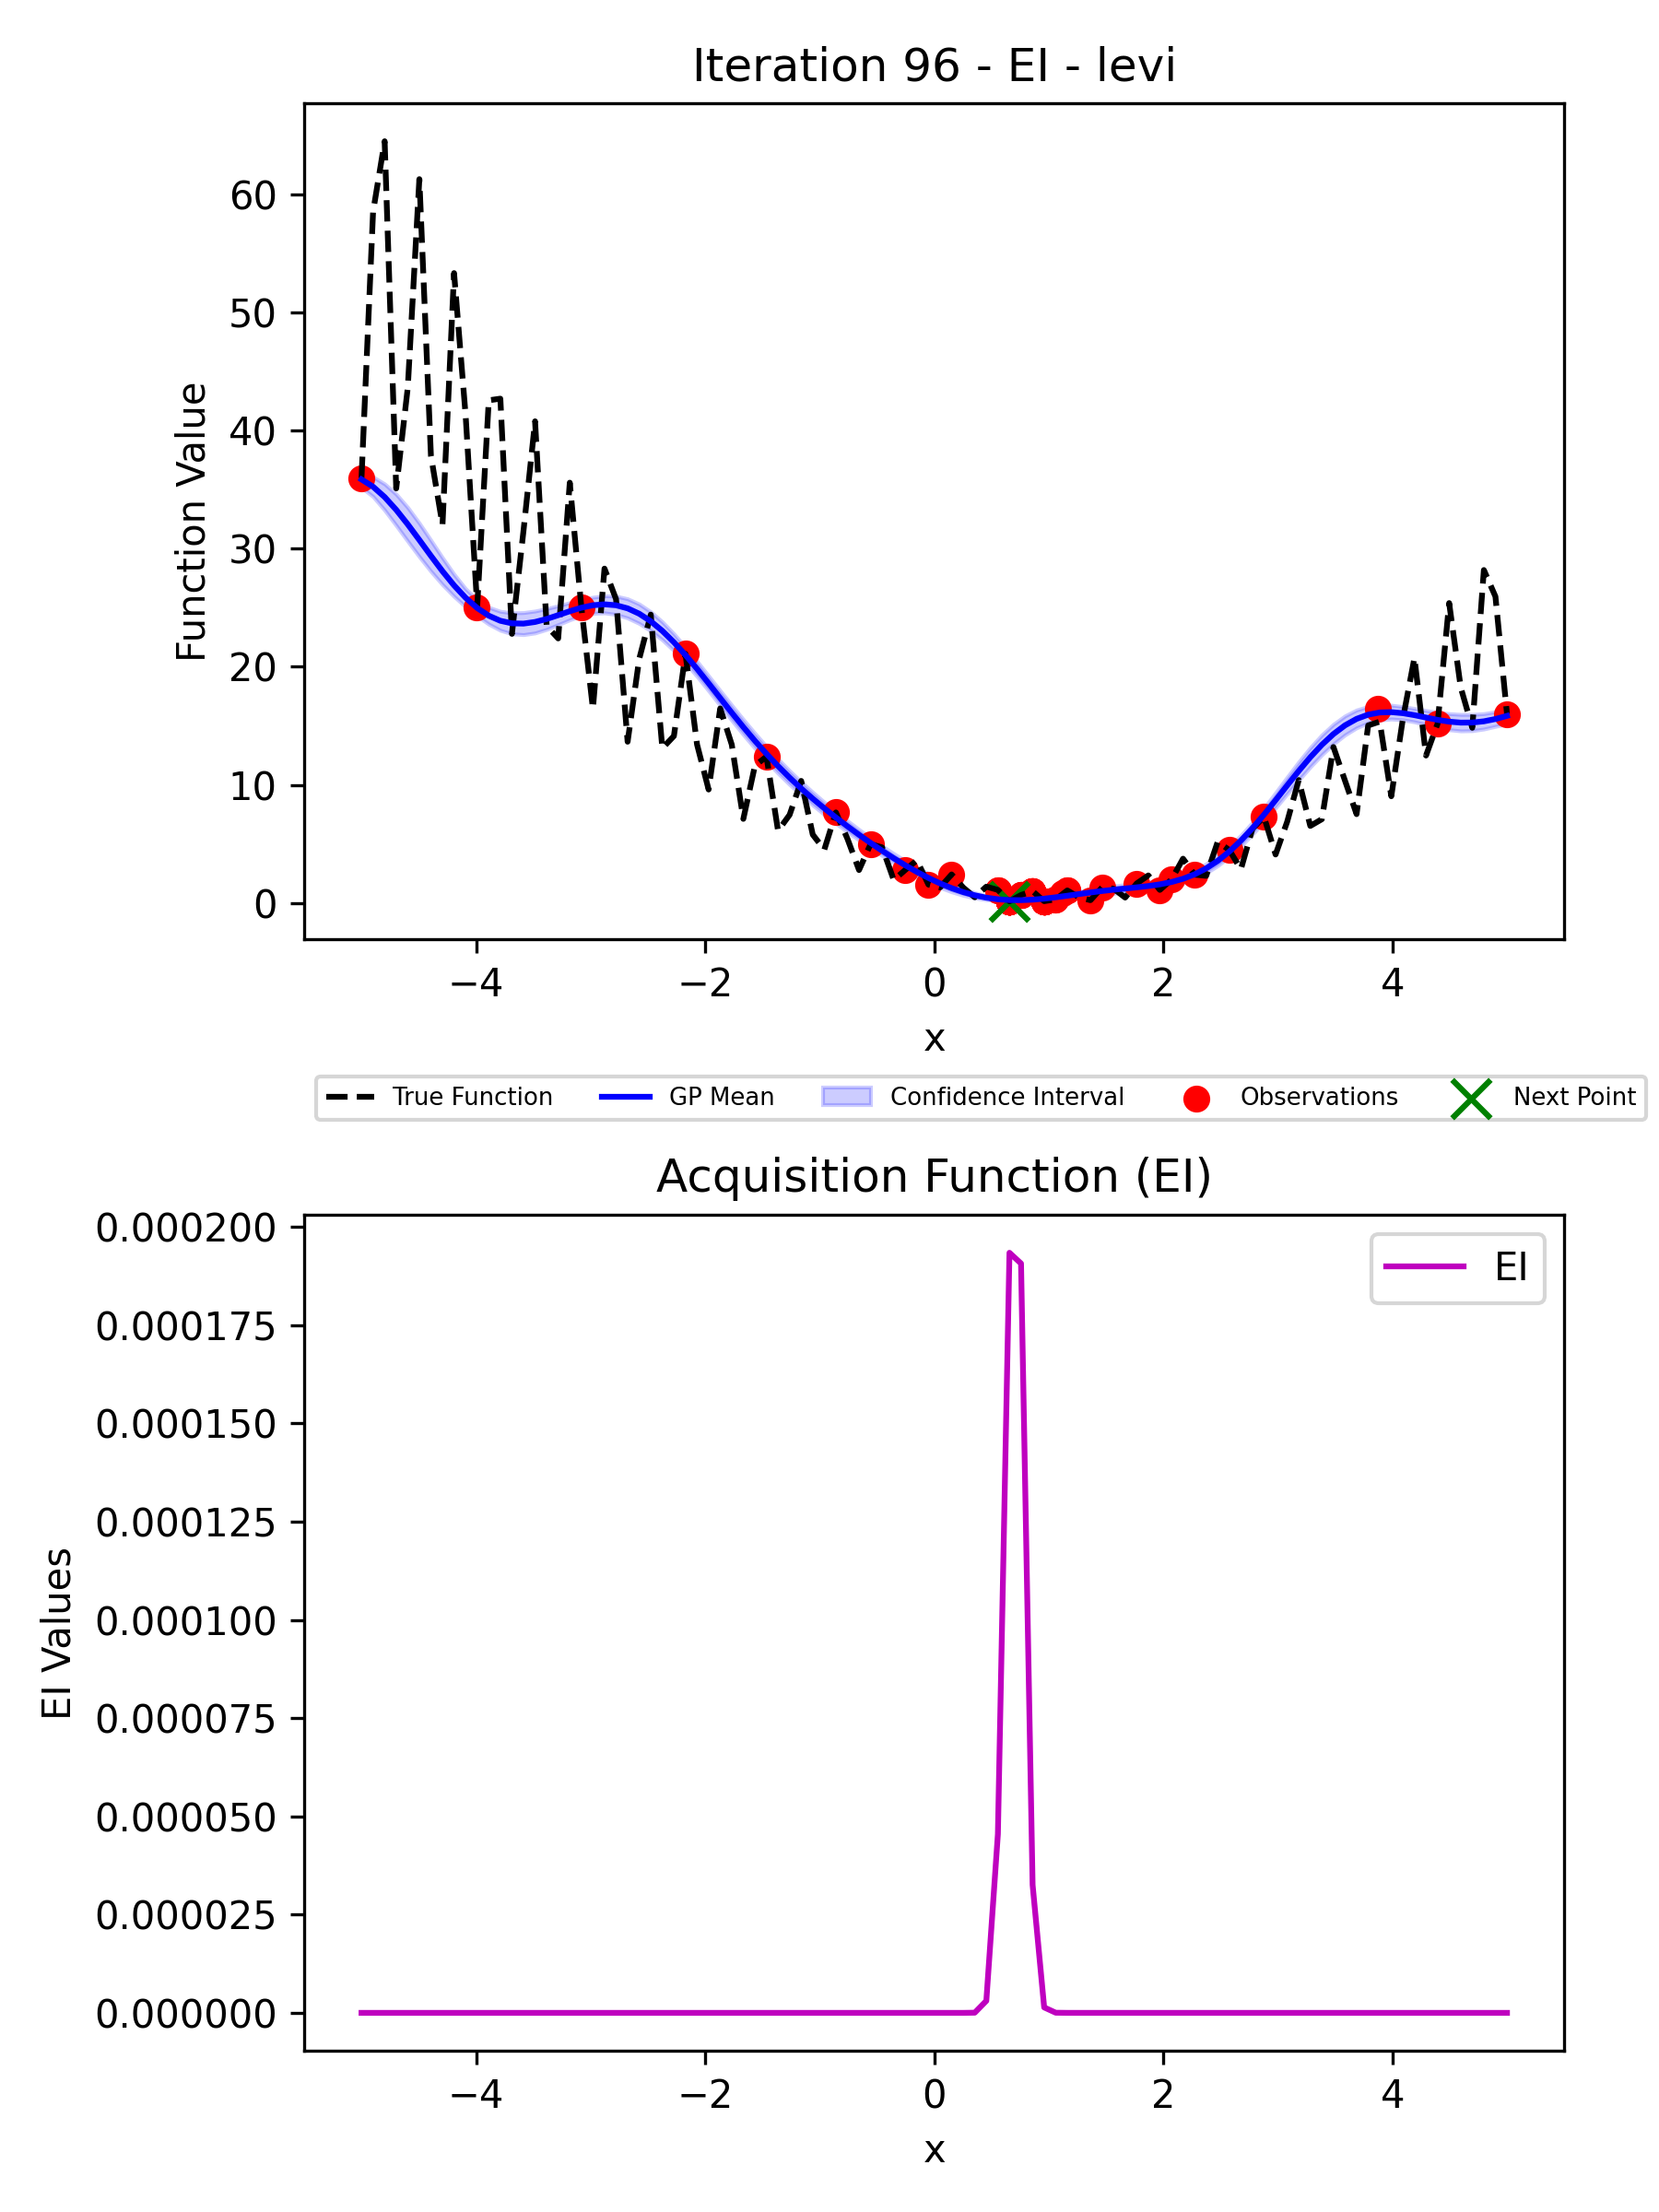 Iteration 96 - EI - levi
Function Value
60
50
40
30
20
10
0
−4 −2 0 2 4
x
True Function GP Mean Confidence Interval Observations Next Point
Acquisition Function (EI)
EI
EI Values
0.000200
0.000175
0.000150
0.000125
0.000100
0.000075
0.000050
0.000025
0.000000
−4 −2 0 2 4
x